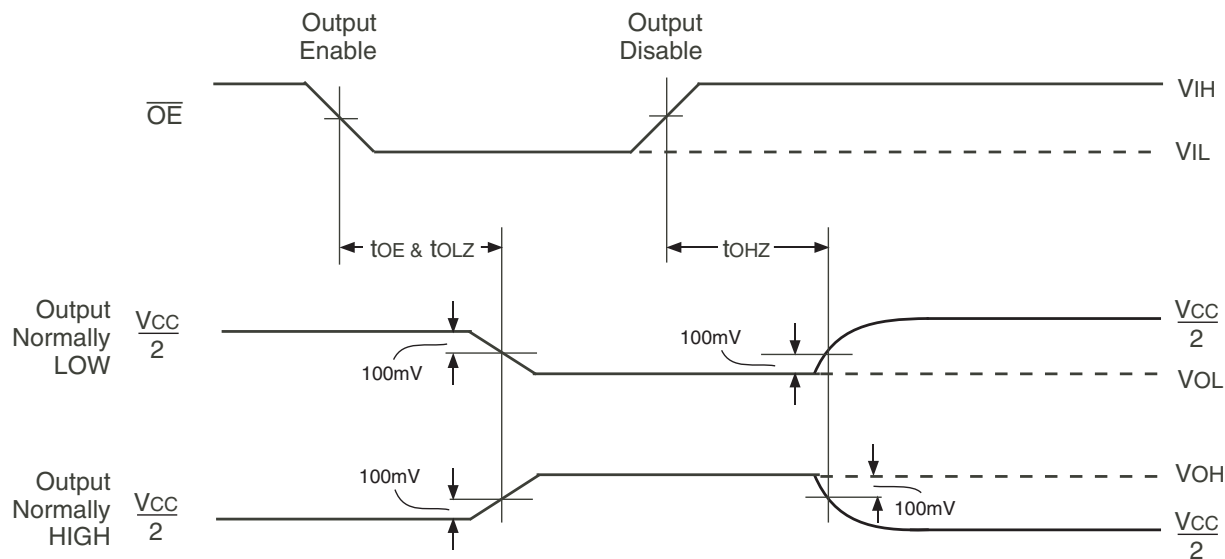 Output
Enable
Output
Disable
OE
VIH
VIL
tOE & tOLZ
tOHZ
Output
Normally
LOW
VCC
2
100mV
100mV
VCC
2
VOL
Output
Normally
HIGH
VCC
2
100mV
100mV
VOH
VCC
2